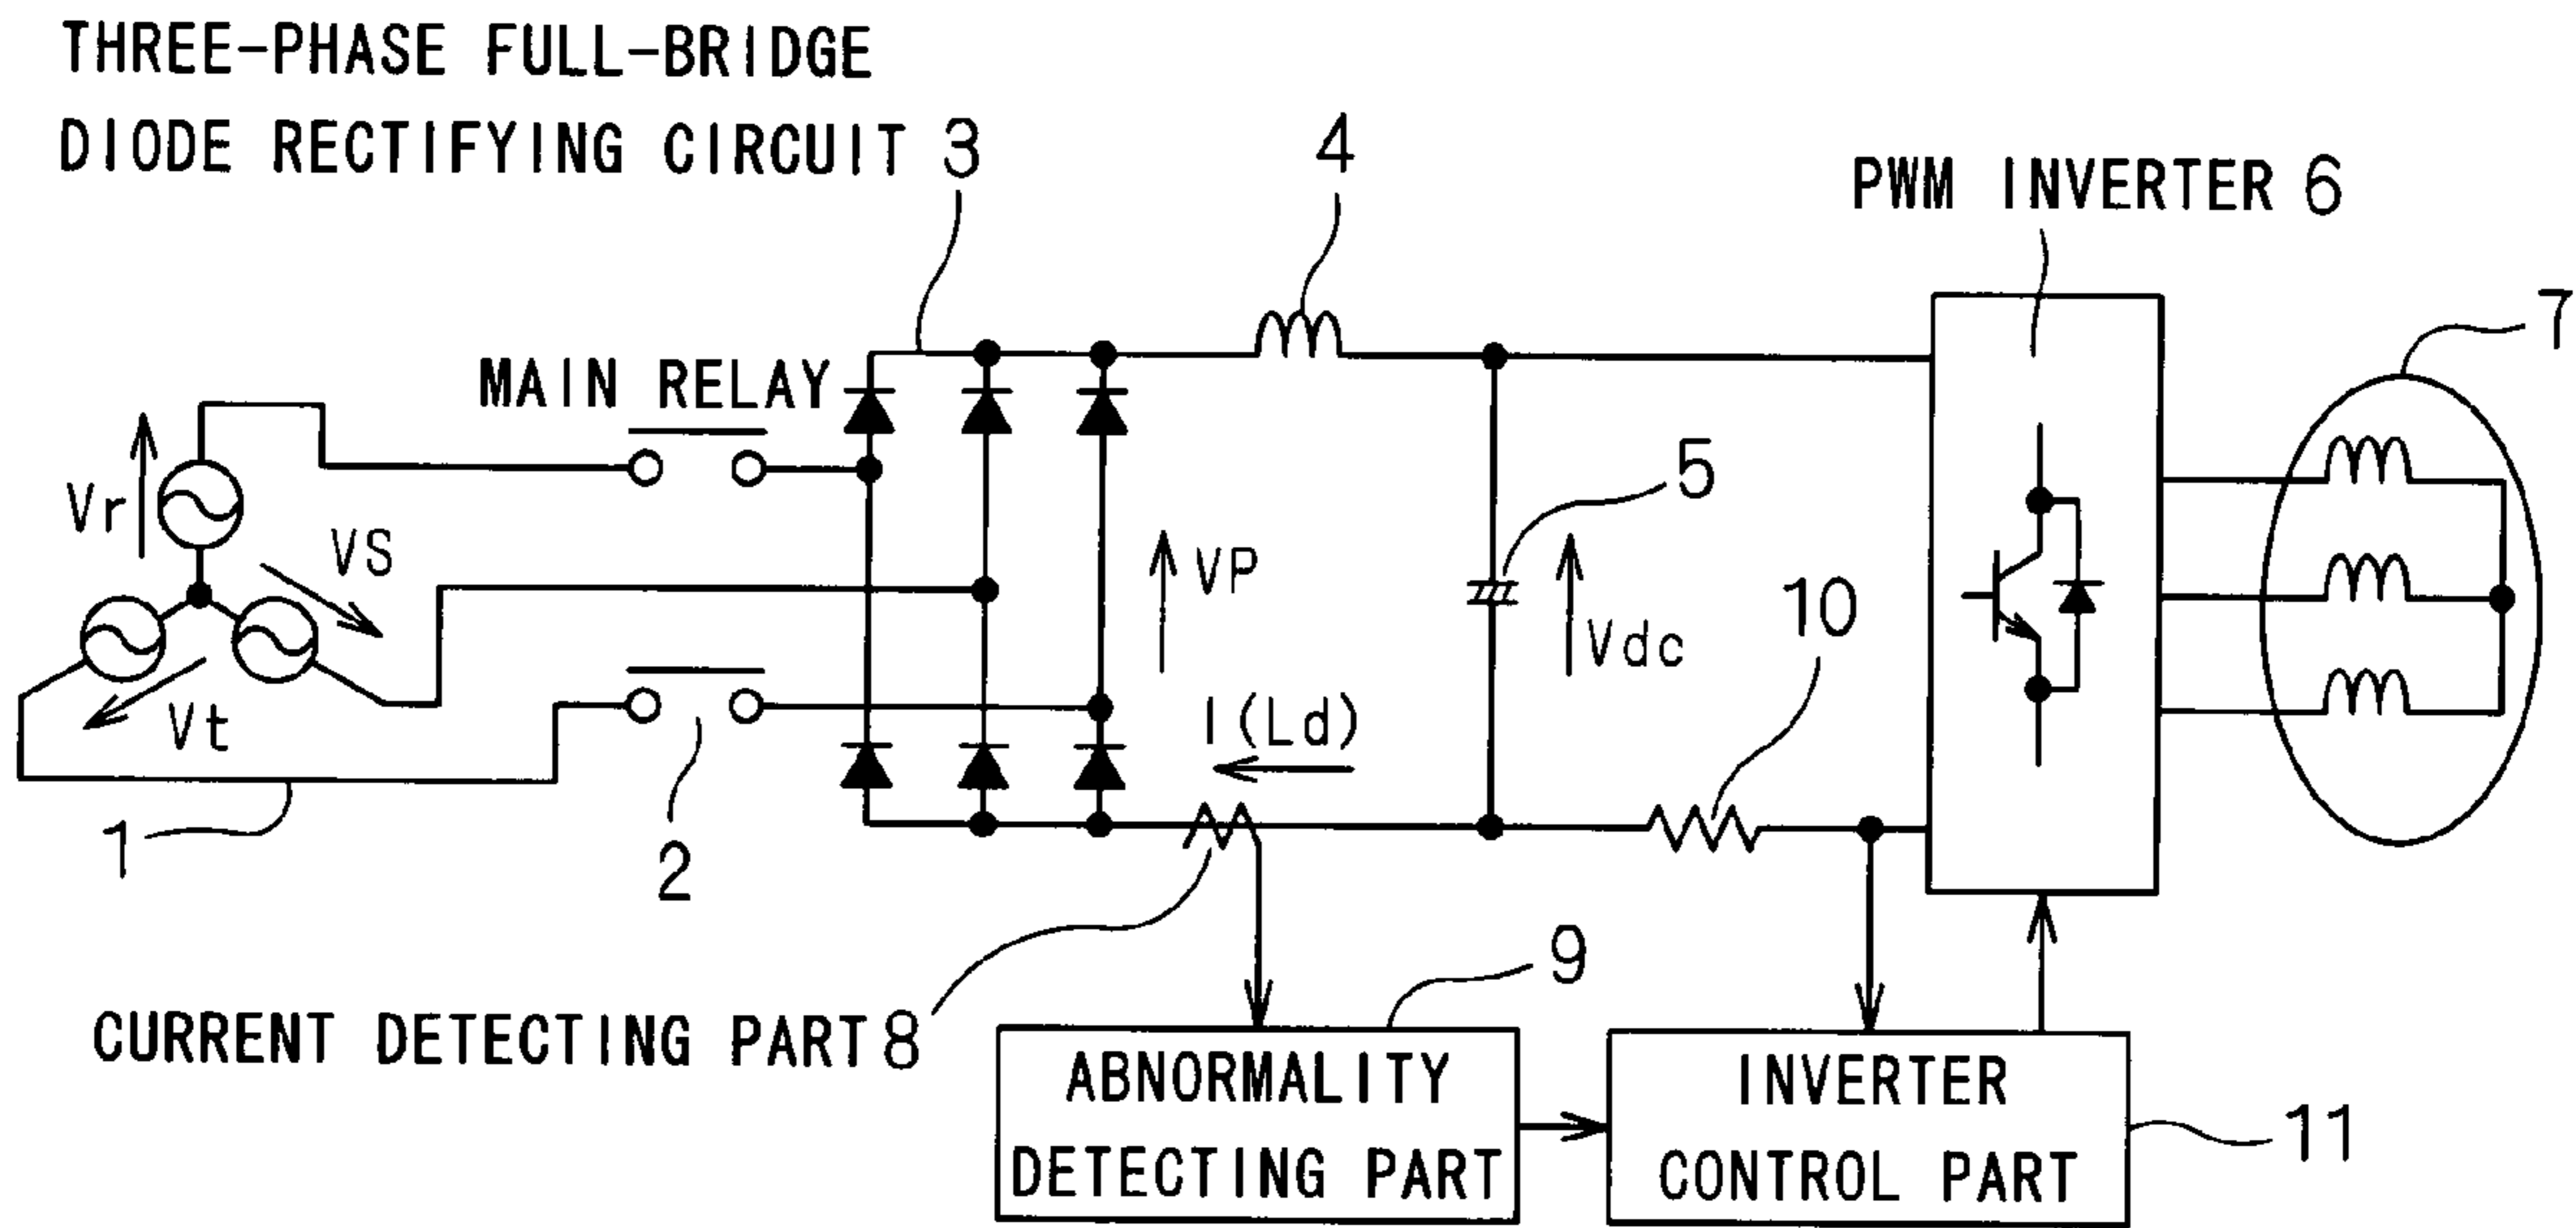 THREE-PHASE FULL-BRIDGE
DIODE RECTIFYING CIRCUIT 3
4
PWM INVERTER 6
7
MAIN RELAY
Vr
VS
Vt
VP
5
Vdc
10
I(Ld)
1
2
CURRENT DETECTING PART 8
9
ABNORMALITY
DETECTING PART
INVERTER
CONTROL PART
11